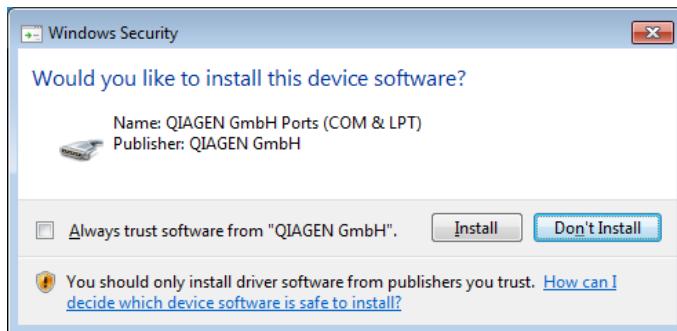 Windows Security
Would you like to install this device software?
Name: QIAGEN GmbH Ports (COM & LPT)
Publisher: QIAGEN GmbH
Always trust software from "QIAGEN GmbH".
Install
Don't Install
You should only install driver software from publishers you trust. How can I
decide which device software is safe to install?